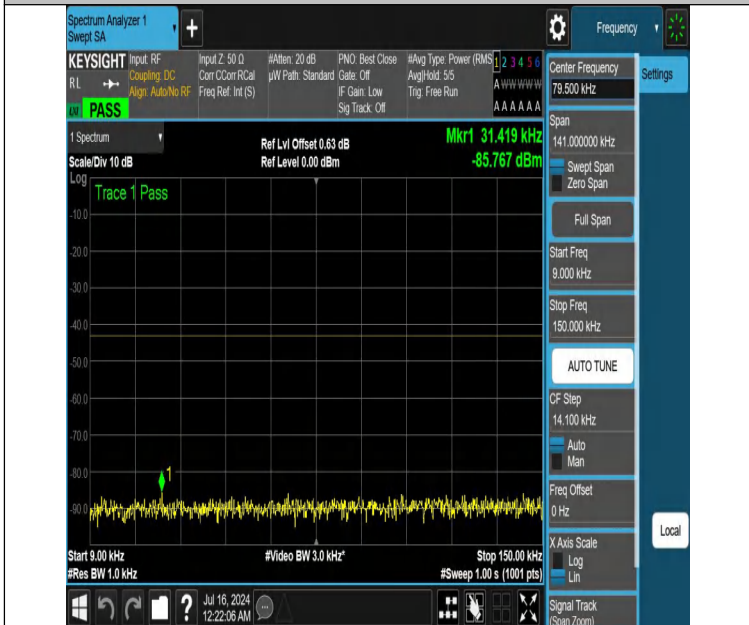 Spectrum Analyzer 1
Swept SA
+
Frequency
KEYSIGHT
Input: RF
Coupling: DC
Align: Auto/No RF
Input Z: 50 Ω
Corr CCorr RCal
Freq Ref: Int (S)
#Atten: 20 dB
µW Path: Standard
PNO: Best Close
Gate: Off
IF Gain: Low
Sig Track: Off
#Avg Type: Power (RMS
Avg|Hold: 5/5
Trig: Free Run
1 2 3 4 5 6
A W W W W W
A A A A A A
RL
LXI
PASS
1 Spectrum
Scale/Div 10 dB
Ref Lvl Offset 0.63 dB
Ref Level 0.00 dBm
Mkr1 31.419 kHz
-85.767 dBm
Log
Trace 1 Pass
-10.0
-20.0
-30.0
-40.0
-50.0
-60.0
-70.0
-80.0
-90.0
1
Start 9.00 kHz
#Res BW 1.0 kHz
#Video BW 3.0 kHz*
Stop 150.00 kHz
#Sweep 1.00 s (1001 pts)
Center Frequency
79.500 kHz
Settings
Span
141.000000 kHz
Swept Span
Zero Span
Full Span
Start Freq
9.000 kHz
Stop Freq
150.000 kHz
AUTO TUNE
CF Step
14.100 kHz
Auto
Man
Freq Offset
0 Hz
X Axis Scale
Log
Lin
Signal Track
(Span Zoom)
Local
?
Jul 16, 2024
12:22:06 AM